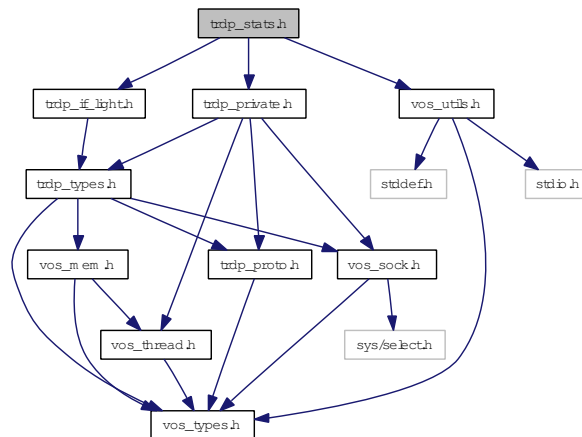 trdp_stats.h
trdp_if_light.h
trdp_private.h
vos_utils.h
trdp_types.h
stddef.h
stdio.h
vos_mem.h
trdp_proto.h
vos_sock.h
vos_thread.h
sys/select.h
vos_types.h